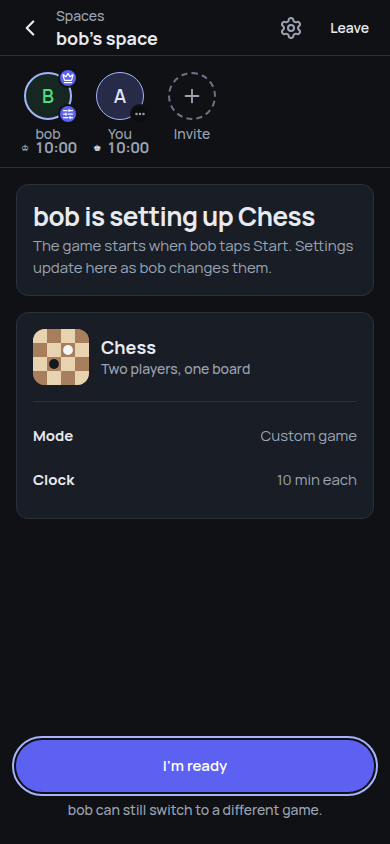 Spaces
bob's space
Leave
B
A
bob
You
Invite
10:00
10:00
bob is setting up Chess
The game starts when bob taps Start. Settings
update here as bob changes them.
Chess
Two players, one board
Mode
Custom game
Clock
10 min each
I'm ready
bob can still switch to a different game.